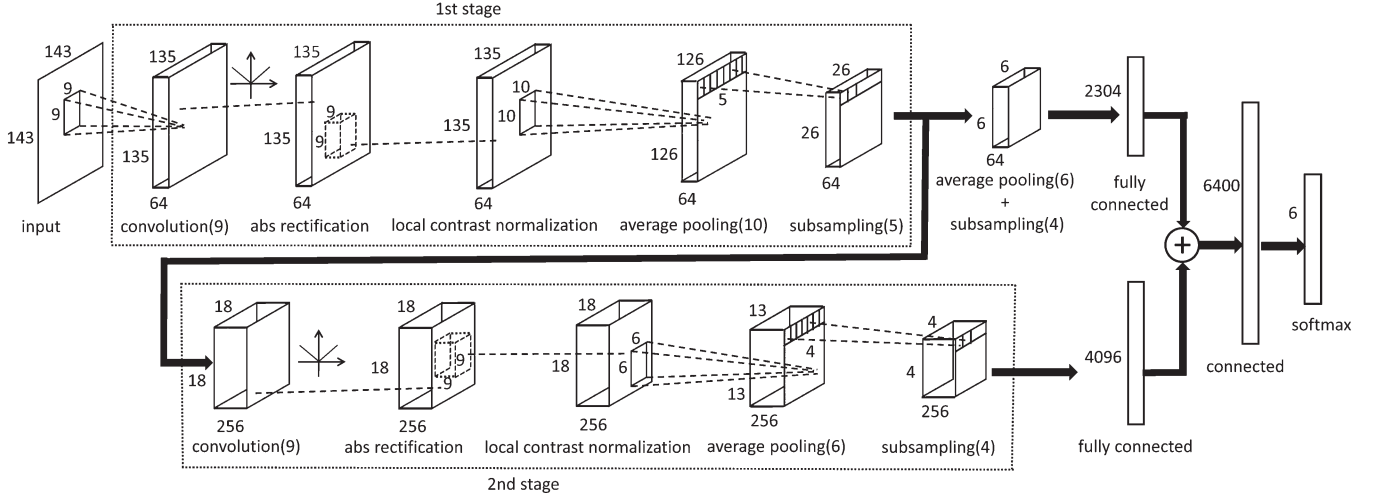 1st stage
143
143
9
9
input
135
135
64
convolution(9)
135
135
9
9
64
abs rectification
135
135
10
10
64
local contrast normalization
126
126
5
64
average pooling(10)
26
26
64
subsampling(5)
6
6
64
average pooling(6)
+
subsampling(4)
2304
fully
connected
+
6400
connected
6
softmax
18
18
256
convolution(9)
18
18
9
9
256
abs rectification
18
18
6
6
256
local contrast normalization
13
13
4
256
average pooling(6)
4
4
256
subsampling(4)
4096
fully connected
2nd stage